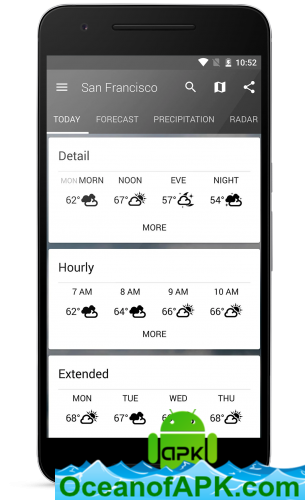 10:52
San Francisco
TODAY FORECAST PRECIPITATION RADAR
Detail
MON MORN NOON EVE NIGHT
62° 67° 57° 54°
MORE
Hourly
7 AM 8 AM 9 AM 10 AM
62° 64° 66° 66°
MORE
Extended
MON TUE WED THU
68° 67° 68°
apk
OceanofAPK.com